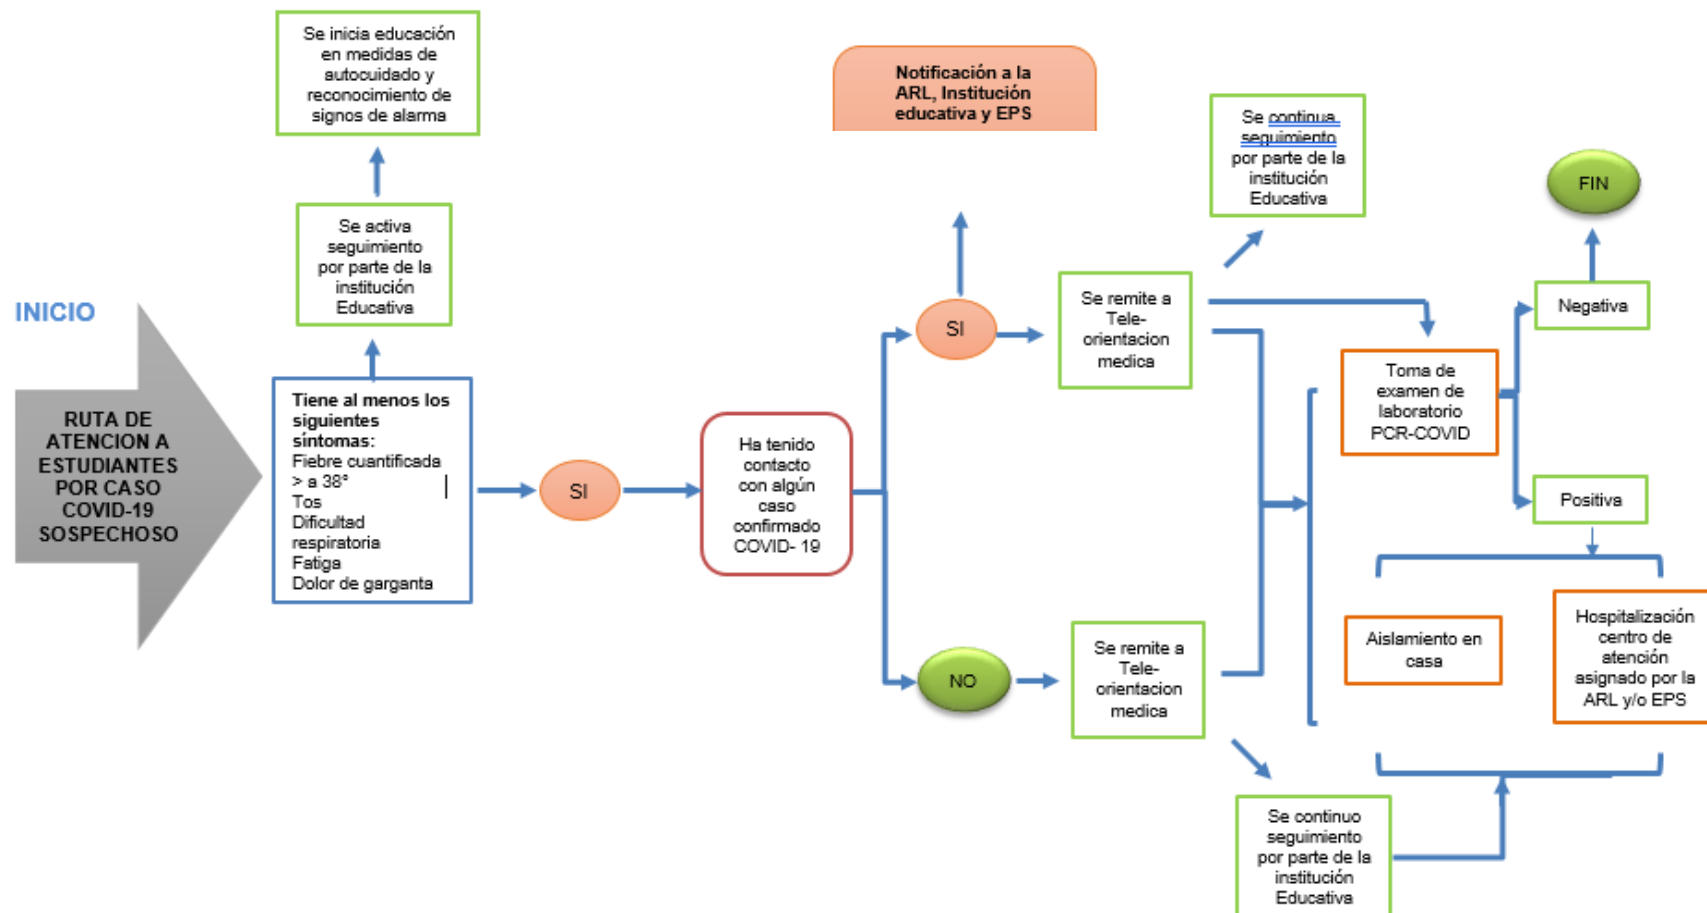 INICIO
RUTA DE
ATENCION A
ESTUDIANTES
POR CASO
COVID-19
SOSPECHOSO
Se inicia educación
en medidas de
autocuidado y
reconocimiento de
signos de alarma
Se activa
seguimiento
por parte de la
institución
Educativa
Tiene al menos los
siguientes
síntomas:
Fiebre cuantificada
> a 38°
Tos
Dificultad
respiratoria
Fatiga
Dolor de garganta
SI
Ha tenido
contacto
con algún
caso
confirmado
COVID- 19
Notificación a la
ARL, Institución
educativa y EPS
SI
Se remite a
Tele-
orientacion
medica
Se continua
seguimiento
por parte de la
institución
Educativa
NO
Se remite a
Tele-
orientacion
medica
Se continuo
seguimiento
por parte de la
institución
Educativa
Toma de
examen de
laboratorio
PCR-COVID
Negativa
FIN
Positiva
Aislamiento en
casa
Hospitalización
centro de
atención
asignado por la
ARL y/o EPS